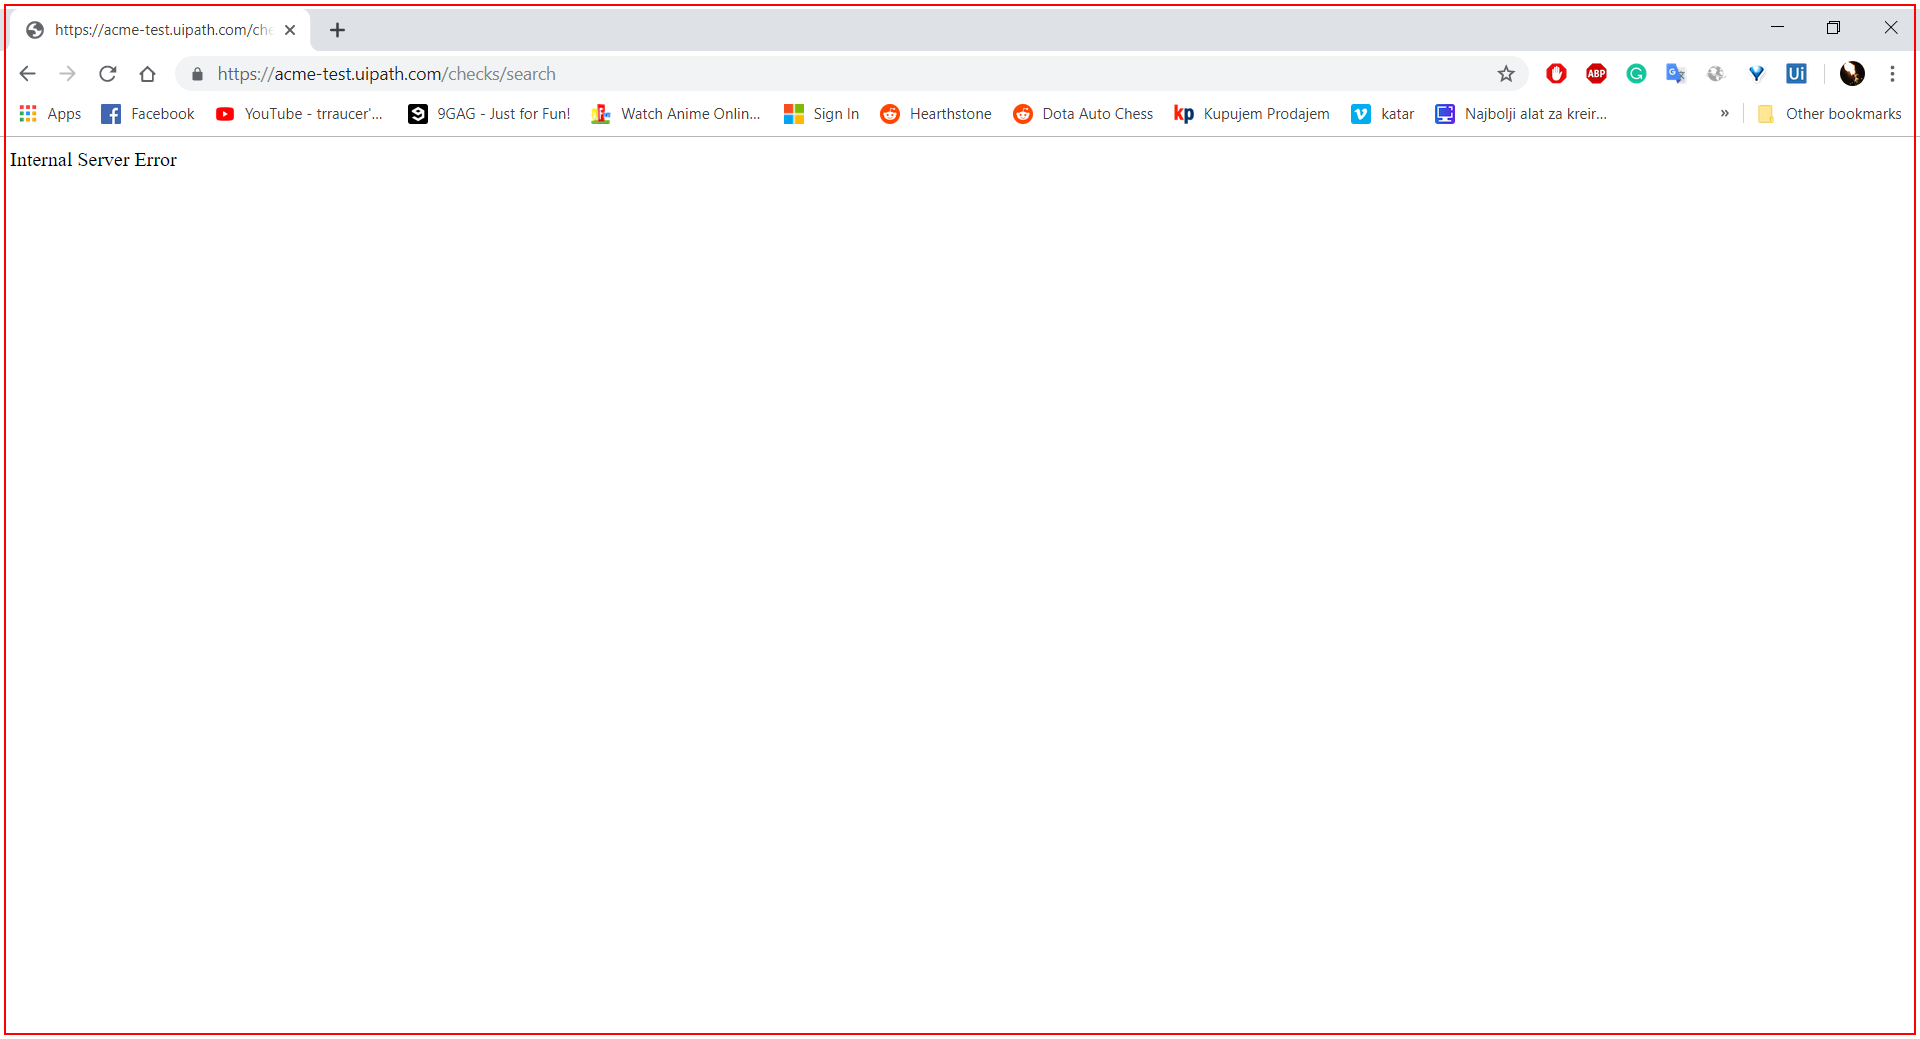 https://acme-test.uipath.com/che
https://acme-test.uipath.com/checks/search
ABP
G
Ui
Apps Facebook YouTube - trraucer'... 9GAG - Just for Fun! Watch Anime Onlin... Sign In Hearthstone Dota Auto Chess kp Kupujem Prodajem katar Najbolji alat za kreir... » Other bookmarks
Internal Server Error